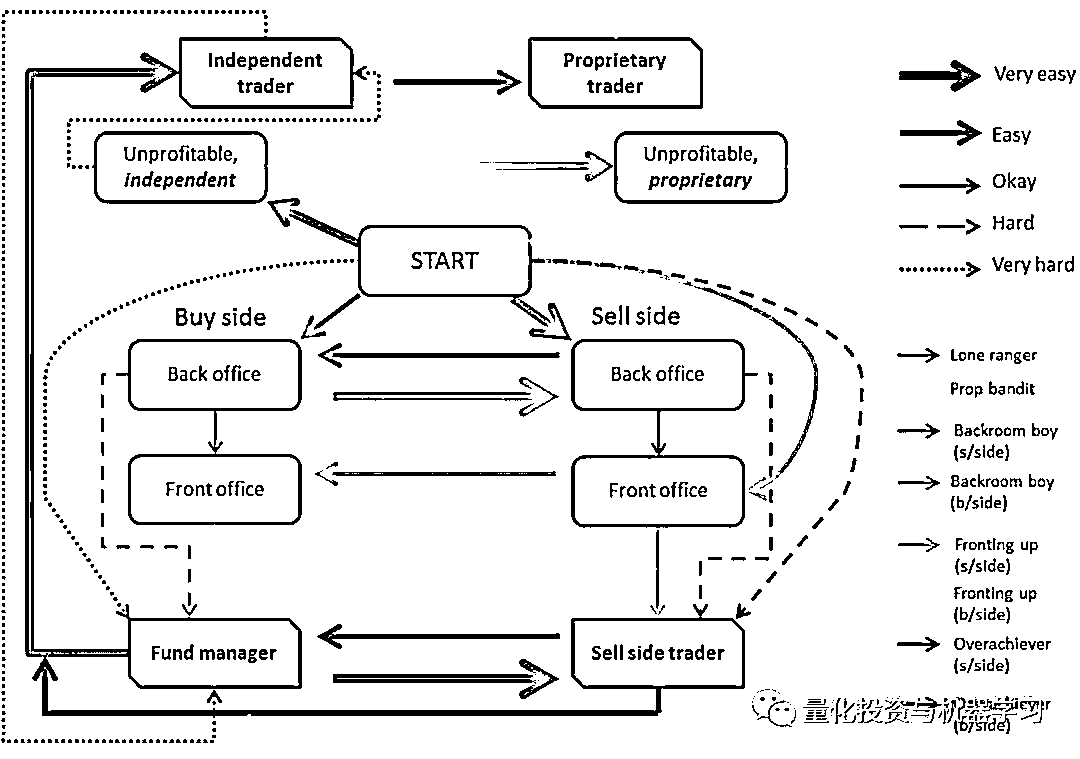 Independent
trader
Proprietary
trader
Very easy
Easy
Okay
Hard
Very hard
Unprofitable,
independent
Unprofitable,
proprietary
START
Buy side
Sell side
Back office
Back office
Front office
Front office
Fund manager
Sell side trader
Lone ranger
Prop bandit
Backroom boy
(s/side)
Backroom boy
(b/side)
Fronting up
(s/side)
Fronting up
(b/side)
Overachiever
(s/side)
Overachiever
(b/side)
量化投资与机器学习